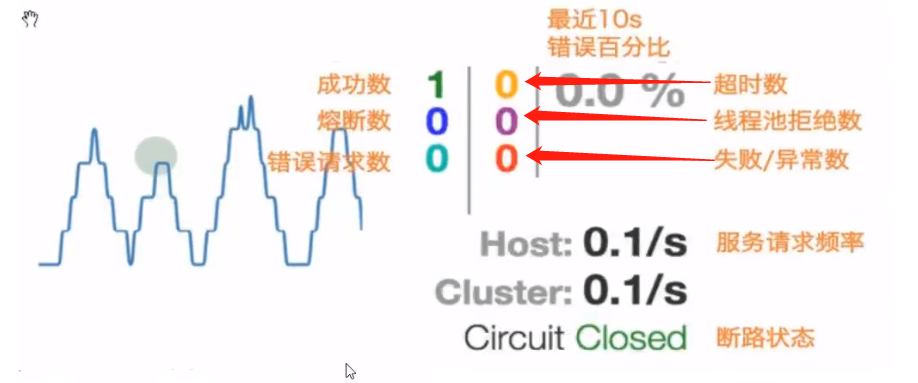 最近10s
错误百分比
成功数 1 0 0.0 % 超时数
熔断数 0 0 线程池拒绝数
错误请求数 0 0 失败/异常数
Host: 0.1/s 服务请求频率
Cluster: 0.1/s
Circuit Closed 断路状态